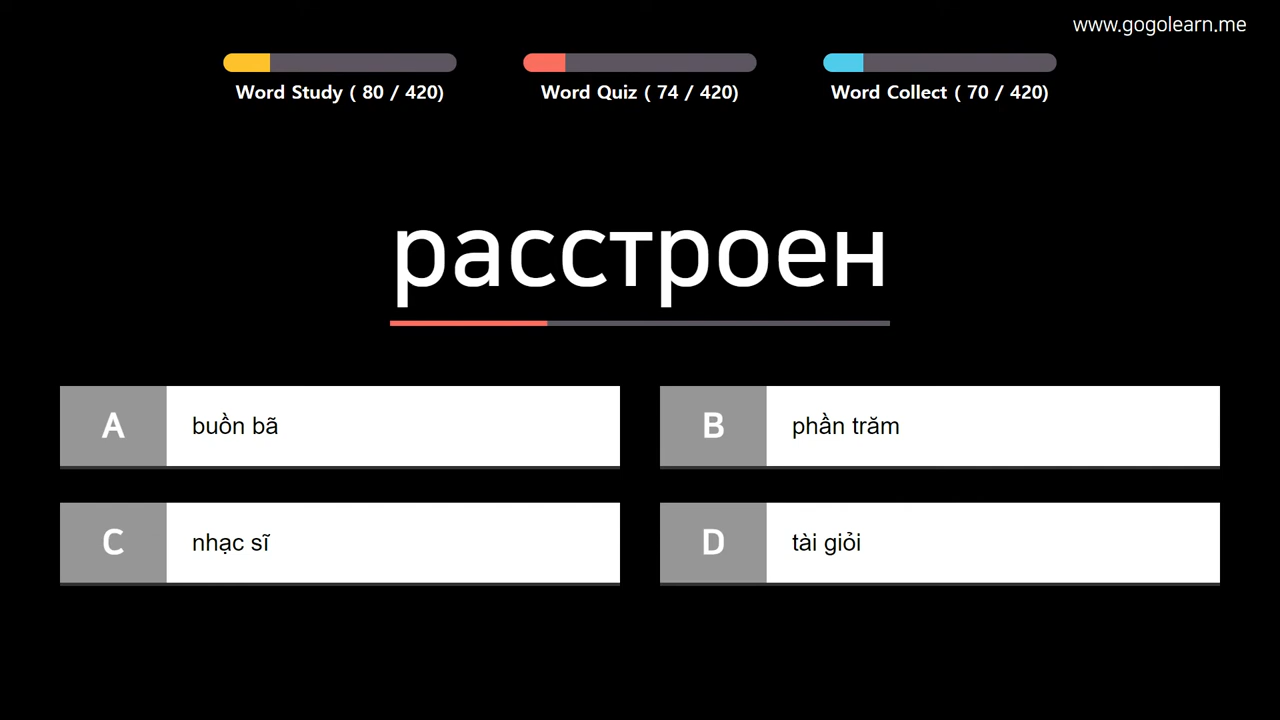 www.gogolearn.me
Word Study ( 80 / 420)
Word Quiz ( 74 / 420)
Word Collect ( 70 / 420)
расстроен
A buồn bã
B phần trăm
C nhạc sĩ
D tài giỏi